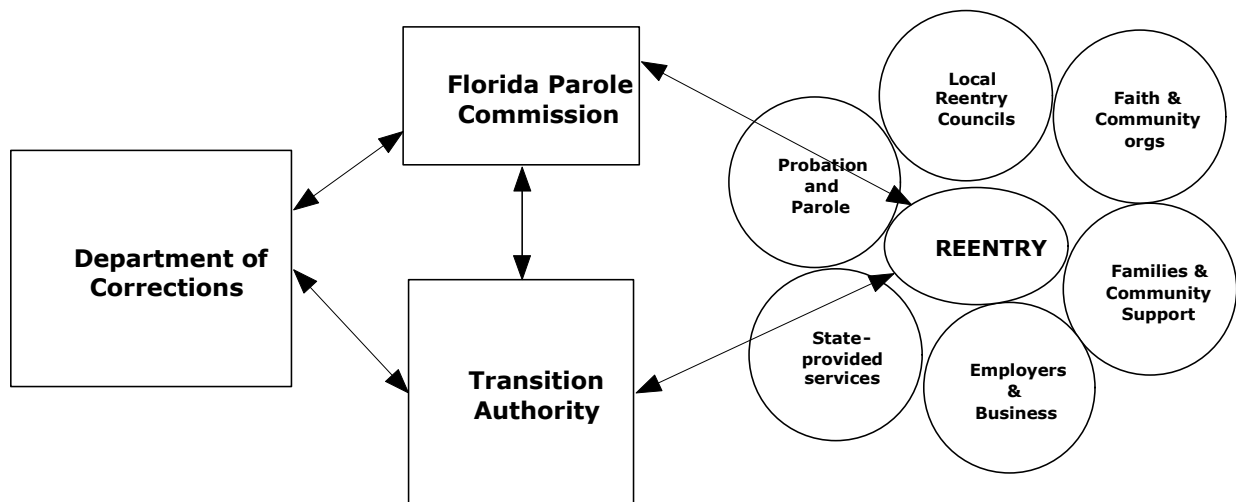 Department of
Corrections
Florida Parole
Commission
Transition
Authority
Probation
and
Parole
Local
Reentry
Councils
Faith &
Community
orgs
REENTRY
Families &
Community
Support
State-
provided
services
Employers
&
Business